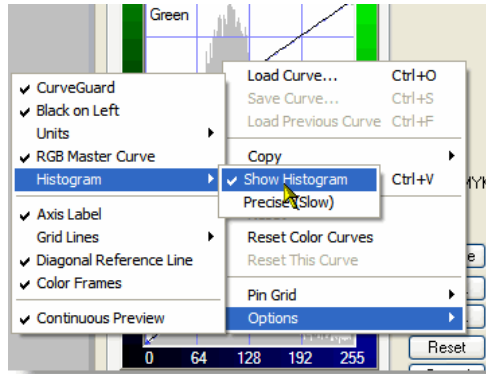 Green
Load Curve... Ctrl+O
Save Curve... Ctrl+S
Load Previous Curve Ctrl+F
Copy
Ctrl+V
Reset Color Curves
Reset This Curve
Pin Grid
Options
CurveGuard
Black on Left
Units
RGB Master Curve
Histogram
Axis Label
Grid Lines
Diagonal Reference Line
Color Frames
Continuous Preview
Show Histogram
Precise (Slow)
Reset
0 64 128 192 255